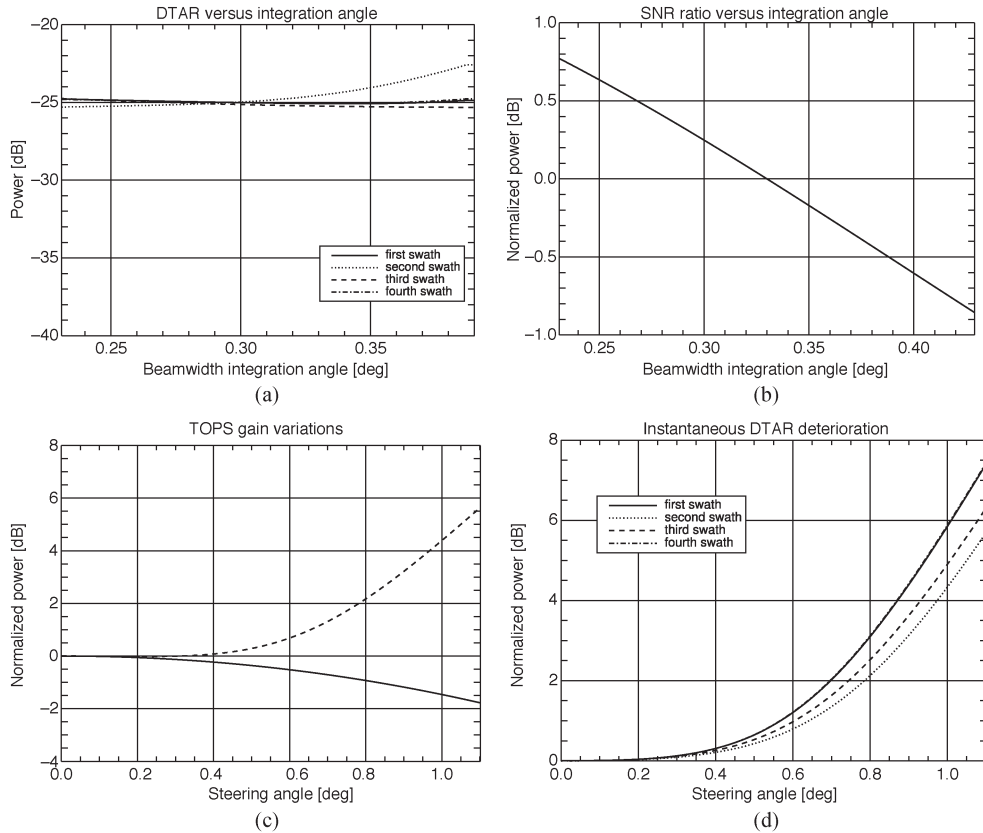 DTAR versus integration angle
−20
−25
−30
−35
−40
Power [dB]
first swath
second swath
third swath
fourth swath
0.25 0.30 0.35
Beamwidth integration angle [deg]
(a)
SNR ratio versus integration angle
1.0
0.5
0.0
−0.5
−1.0
Normalized power [dB]
0.25 0.30 0.35 0.40
Beamwidth integration angle [deg]
(b)
TOPS gain variations
8
6
4
2
0
−2
−4
Normalized power [dB]
0.0 0.2 0.4 0.6 0.8 1.0
Steering angle [deg]
(c)
Instantaneous DTAR deterioration
8
6
4
2
0
Normalized power [dB]
first swath
second swath
third swath
fourth swath
0.0 0.2 0.4 0.6 0.8 1.0
Steering angle [deg]
(d)